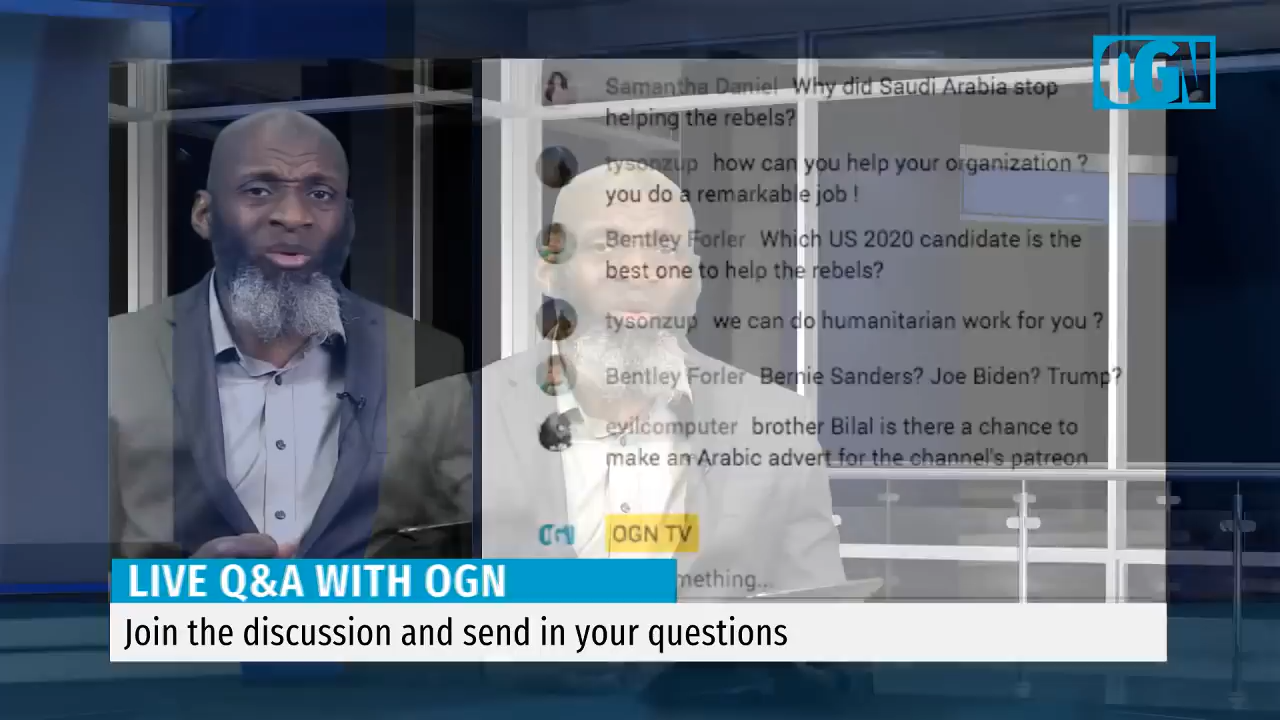 OGN
Samantha Daniel Why did Saudi Arabia stop
helping the rebels?
tysonzup how can you help your organization ?
you do a remarkable job !
Bentley Forler Which US 2020 candidate is the
best one to help the rebels?
tysonzup we can do humanitarian work for you ?
Bentley Forler Bernie Sanders? Joe Biden? Trump?
evilcomputer brother Bilal is there a chance to
make an Arabic advert for the channel's patreon
OGN OGN TV
LIVE Q&A WITH OGN
Join the discussion and send in your questions